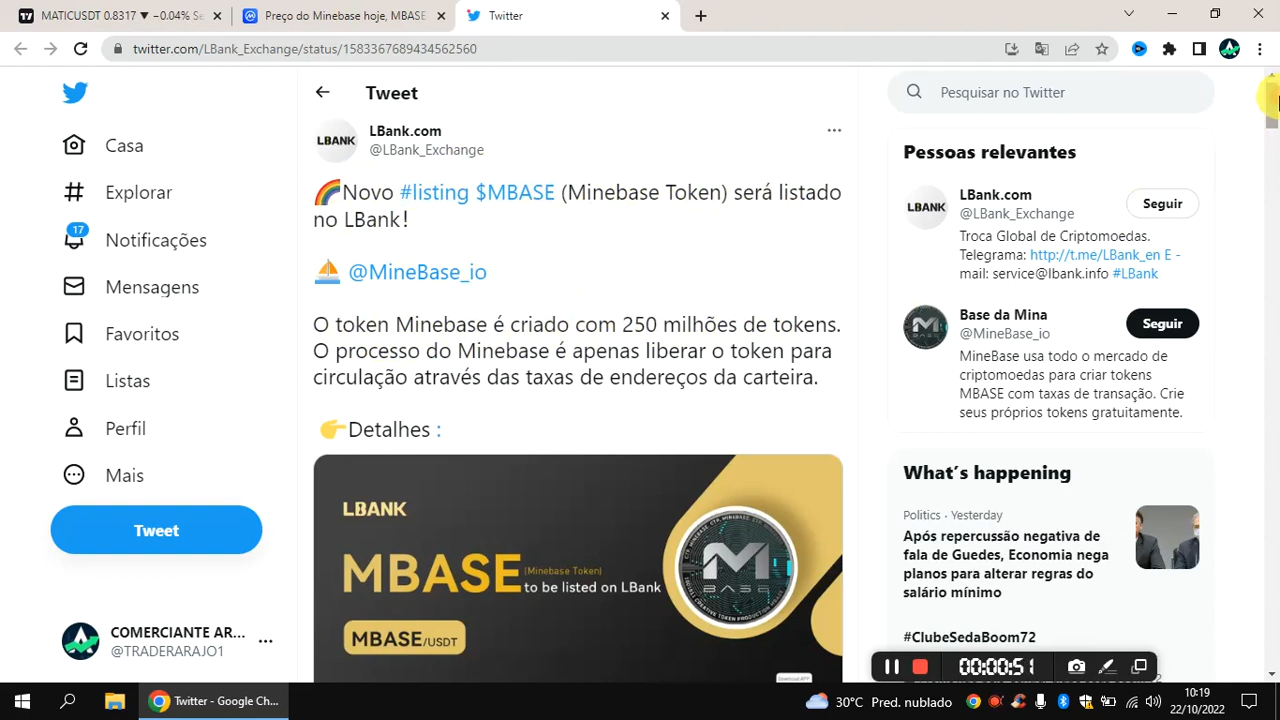 MATICUSDT 0.8317 ▼ −0.04% Se
Preço do Minebase hoje, MBASE
Twitter
twitter.com/LBank_Exchange/status/1583367689434562560
Casa
Explorar
17
Notificações
Mensagens
Favoritos
Listas
Perfil
Mais
Tweet
COMERCIANTE AR...
@TRADERARAJO1
Tweet
LBank.com
@LBank_Exchange
Novo #listing $MBASE (Minebase Token) será listado
no LBank!
@MineBase_io
O token Minebase é criado com 250 milhões de tokens.
O processo do Minebase é apenas liberar o token para
circulação através das taxas de endereços da carteira.
Detalhes :
LBANK
MBASE (Minebase Token)
to be listed on LBank
MBASE/USDT
M
BASE
Pesquisar no Twitter
Pessoas relevantes
LBANK
LBank.com
@LBank_Exchange
Seguir
Troca Global de Criptomoedas.
Telegrama: http://t.me/LBank_en E -
mail: service@lbank.info #LBank
Base da Mina
@MineBase_io
Seguir
MineBase usa todo o mercado de
criptomoedas para criar tokens
MBASE com taxas de transação. Crie
seus próprios tokens gratuitamente.
What's happening
Politics · Yesterday
Após repercussão negativa de
fala de Guedes, Economia nega
planos para alterar regras do
salário mínimo
#ClubeSedaBoom72
00:00:51
Twitter - Google Ch...
30°C Pred. nublado
10:19
22/10/2022